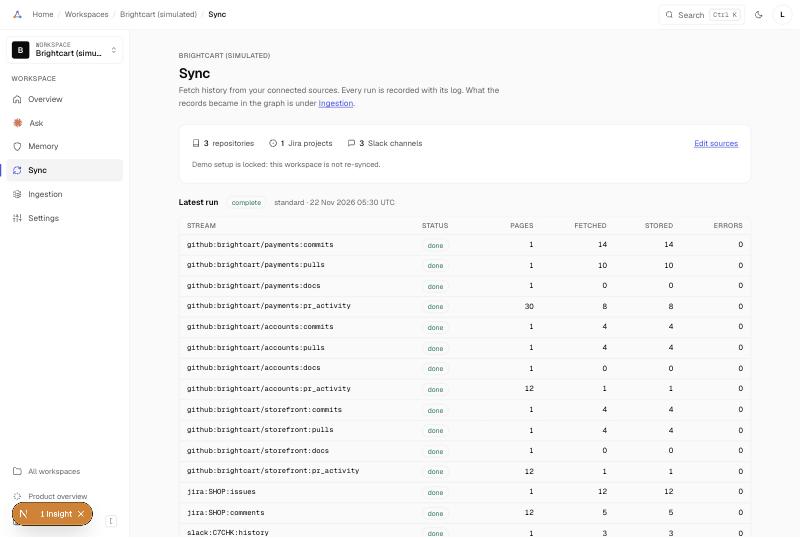 Home / Workspaces / Brightcart (simulated) / Sync
Search Ctrl K
L
B
WORKSPACE
Brightcart (simu...
WORKSPACE
Overview
Ask
Memory
Sync
Ingestion
Settings
All workspaces
Product overview
N 1 Insight
BRIGHTCART (SIMULATED)
Sync
Fetch history from your connected sources. Every run is recorded with its log. What the
records became in the graph is under Ingestion.
3 repositories 1 Jira projects 3 Slack channels Edit sources
Demo setup is locked: this workspace is not re-synced.
Latest run complete standard · 22 Nov 2026 05:30 UTC
STREAM STATUS PAGES FETCHED STORED ERRORS
github:brightcart/payments:commits done 1 14 14 0
github:brightcart/payments:pulls done 1 10 10 0
github:brightcart/payments:docs done 1 0 0 0
github:brightcart/payments:pr_activity done 30 8 8 0
github:brightcart/accounts:commits done 1 4 4 0
github:brightcart/accounts:pulls done 1 4 4 0
github:brightcart/accounts:docs done 1 0 0 0
github:brightcart/accounts:pr_activity done 12 1 1 0
github:brightcart/storefront:commits done 1 4 4 0
github:brightcart/storefront:pulls done 1 4 4 0
github:brightcart/storefront:docs done 1 0 0 0
github:brightcart/storefront:pr_activity done 12 1 1 0
jira:SHOP:issues done 1 12 12 0
jira:SHOP:comments done 12 5 5 0
slack:C7CHK:history done 1 3 3 0